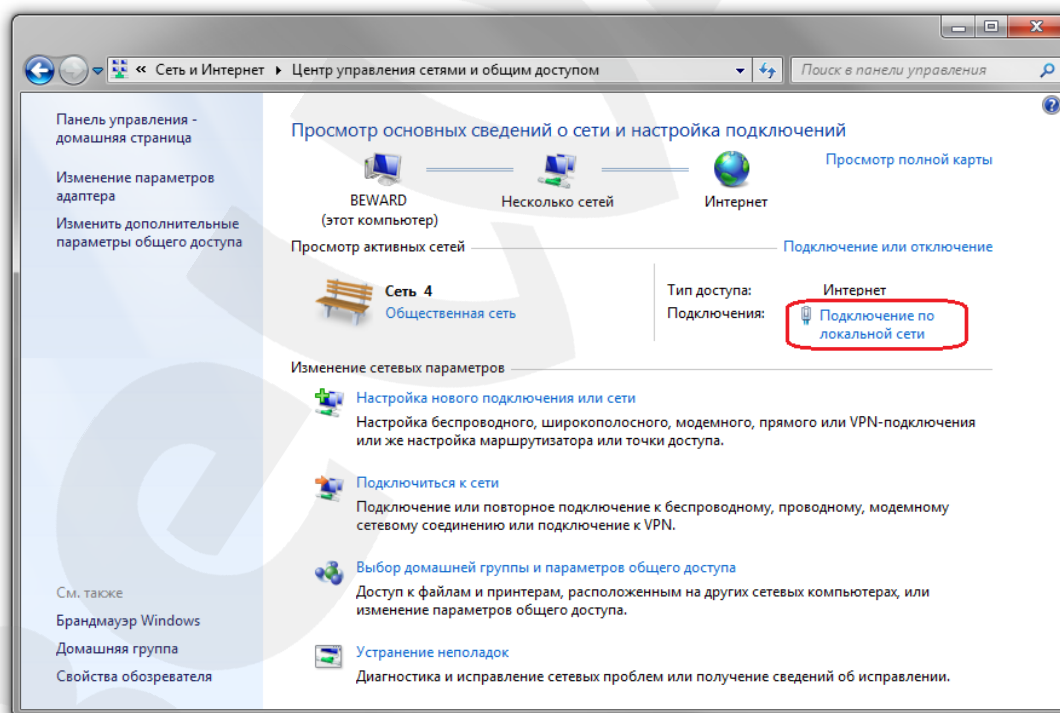 « Сеть и Интернет ▸ Центр управления сетями и общим доступом
Поиск в панели управления
Панель управления -
домашняя страница
Изменение параметров
адаптера
Изменить дополнительные
параметры общего доступа
См. также
Брандмауэр Windows
Домашняя группа
Свойства обозревателя
Просмотр основных сведений о сети и настройка подключений
Просмотр полной карты
BEWARD
(этот компьютер)
Несколько сетей
Интернет
Просмотр активных сетей
Подключение или отключение
Сеть 4
Общественная сеть
Тип доступа: Интернет
Подключения: Подключение по
локальной сети
Изменение сетевых параметров
Настройка нового подключения или сети
Настройка беспроводного, широкополосного, модемного, прямого или VPN-подключения
или же настройка маршрутизатора или точки доступа.
Подключиться к сети
Подключение или повторное подключение к беспроводному, проводному, модемному
сетевому соединению или подключение к VPN.
Выбор домашней группы и параметров общего доступа
Доступ к файлам и принтерам, расположенным на других сетевых компьютерах, или
изменение параметров общего доступа.
Устранение неполадок
Диагностика и исправление сетевых проблем или получение сведений об исправлении.